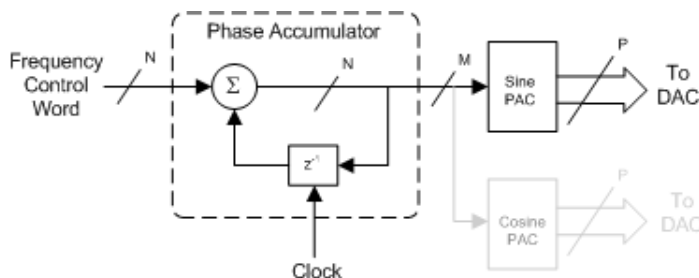 Phase Accumulator
Frequency
Control
Word
N
Σ
N
M
Sine
PAC
P
To
DAC
z⁻¹
Clock
Cosine
PAC
P
To
DAC